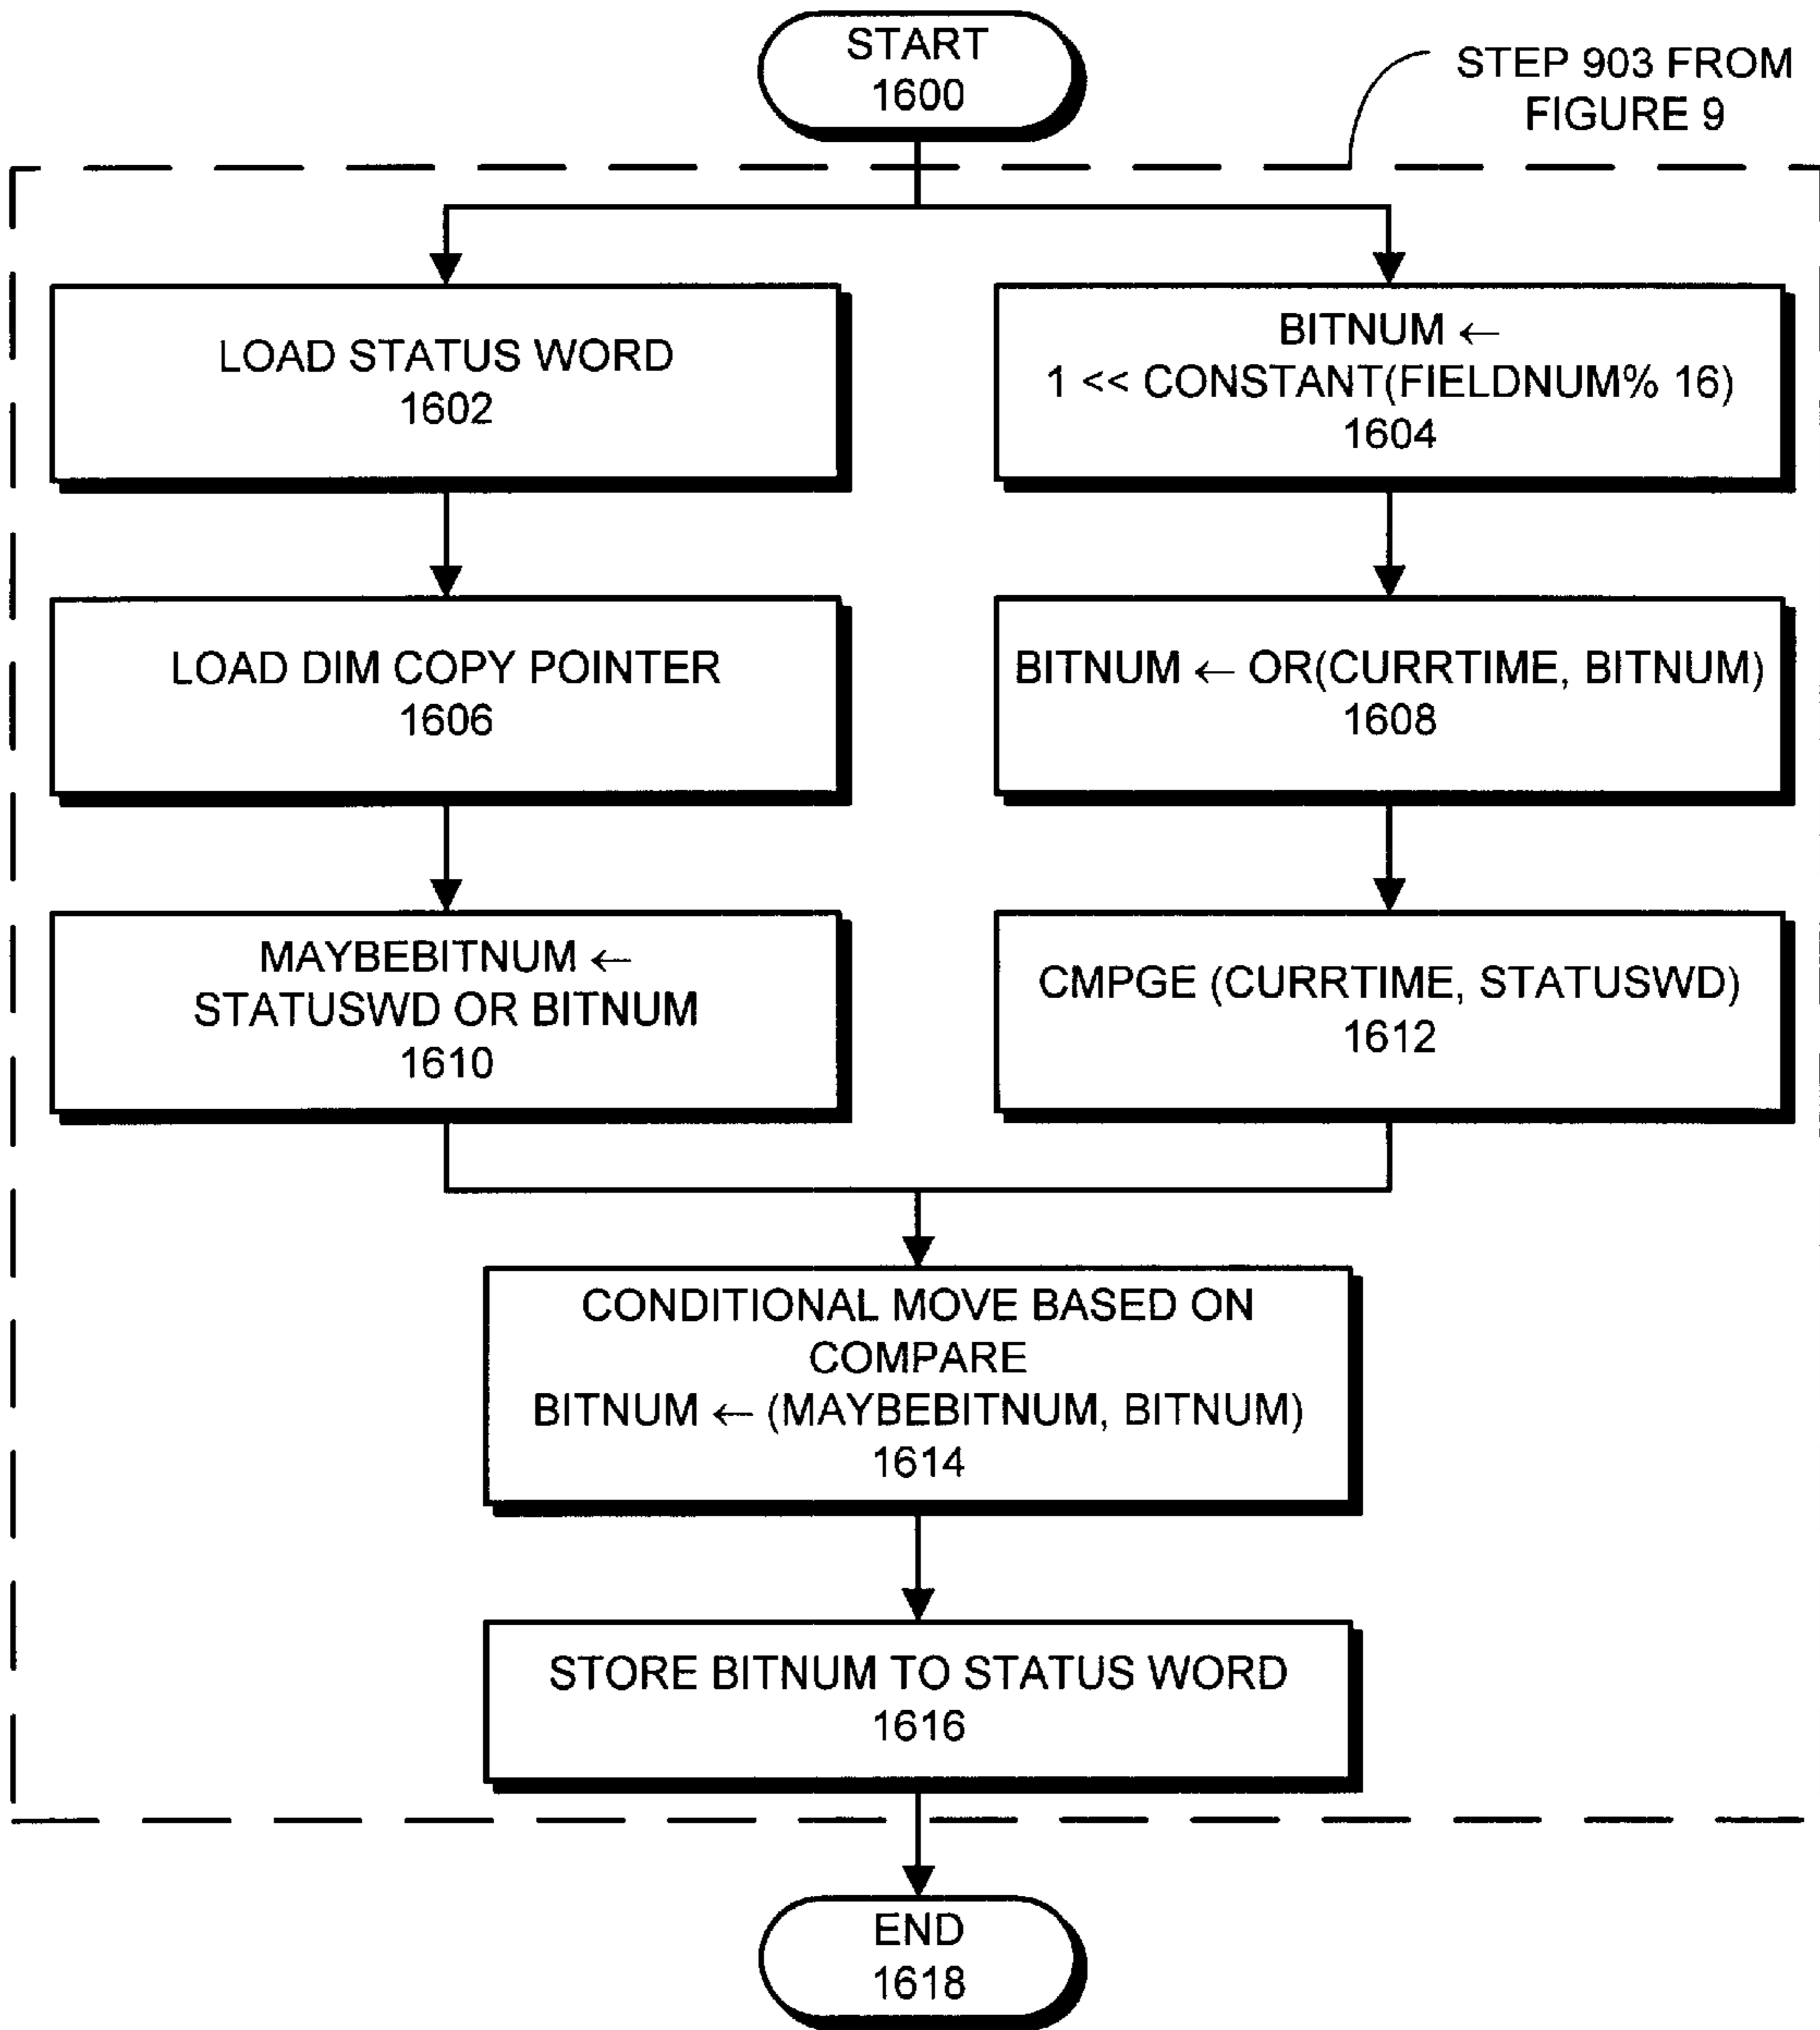 START
1600
STEP 903 FROM
FIGURE 9
LOAD STATUS WORD
1602
BITNUM ←
1 << CONSTANT(FIELDNUM% 16)
1604
LOAD DIM COPY POINTER
1606
BITNUM ← OR(CURRTIME, BITNUM)
1608
MAYBEBITNUM ←
STATUSWD OR BITNUM
1610
CMPGE (CURRTIME, STATUSWD)
1612
CONDITIONAL MOVE BASED ON
COMPARE
BITNUM ← (MAYBEBITNUM, BITNUM)
1614
STORE BITNUM TO STATUS WORD
1616
END
1618